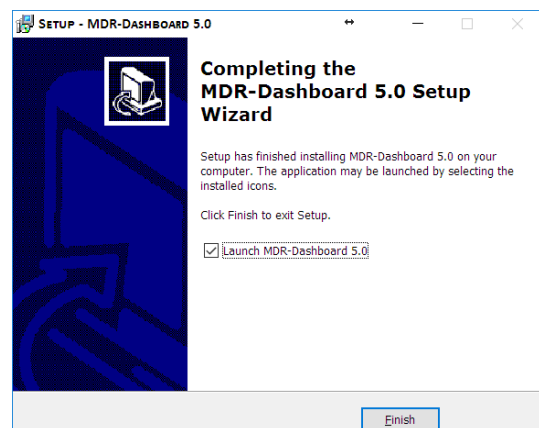 Setup - MDR-Dashboard 5.0
Completing the
MDR-Dashboard 5.0 Setup
Wizard
Setup has finished installing MDR-Dashboard 5.0 on your
computer. The application may be launched by selecting the
installed icons.
Click Finish to exit Setup.
Launch MDR-Dashboard 5.0
Finish